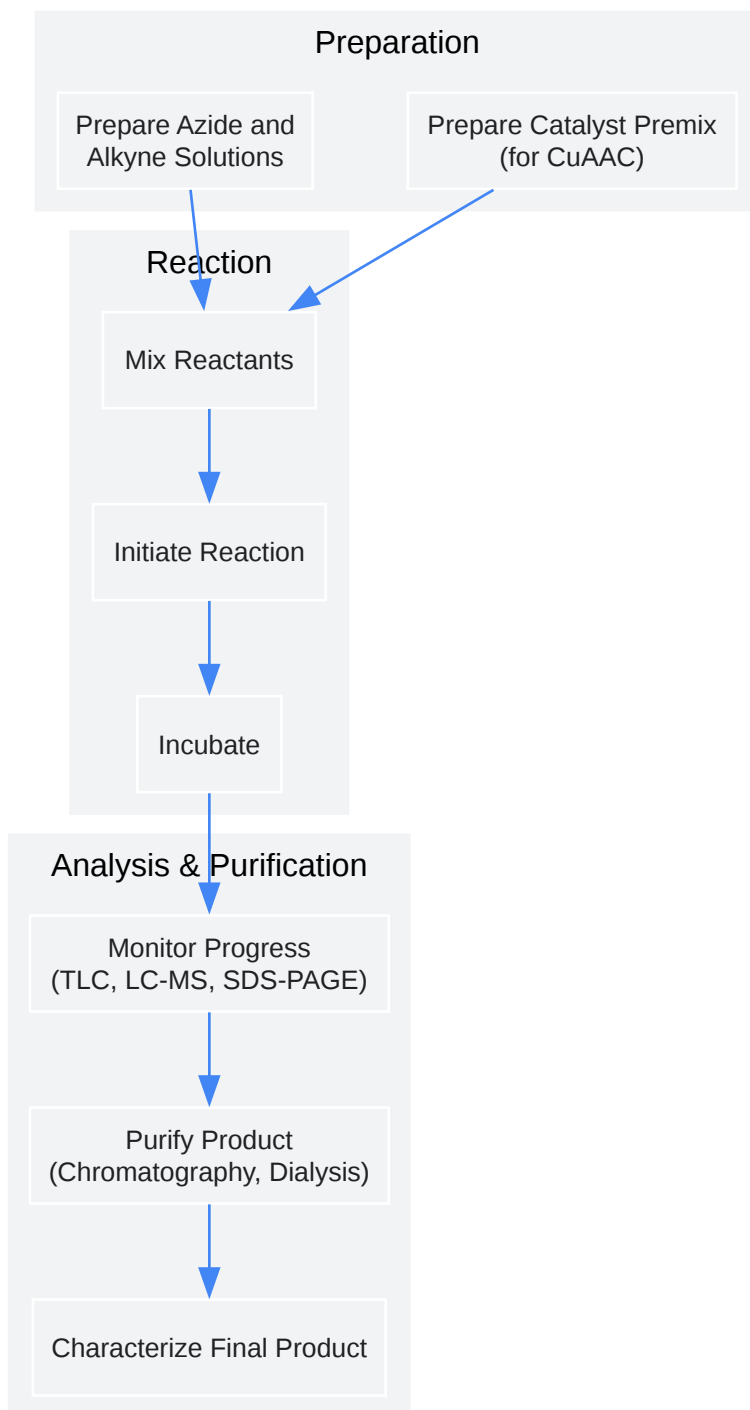 Preparation
Prepare Azide and
Alkyne Solutions
Prepare Catalyst Premix
(for CuAAC)
Reaction
Mix Reactants
Initiate Reaction
Incubate
Analysis & Purification
Monitor Progress
(TLC, LC-MS, SDS-PAGE)
Purify Product
(Chromatography, Dialysis)
Characterize Final Product